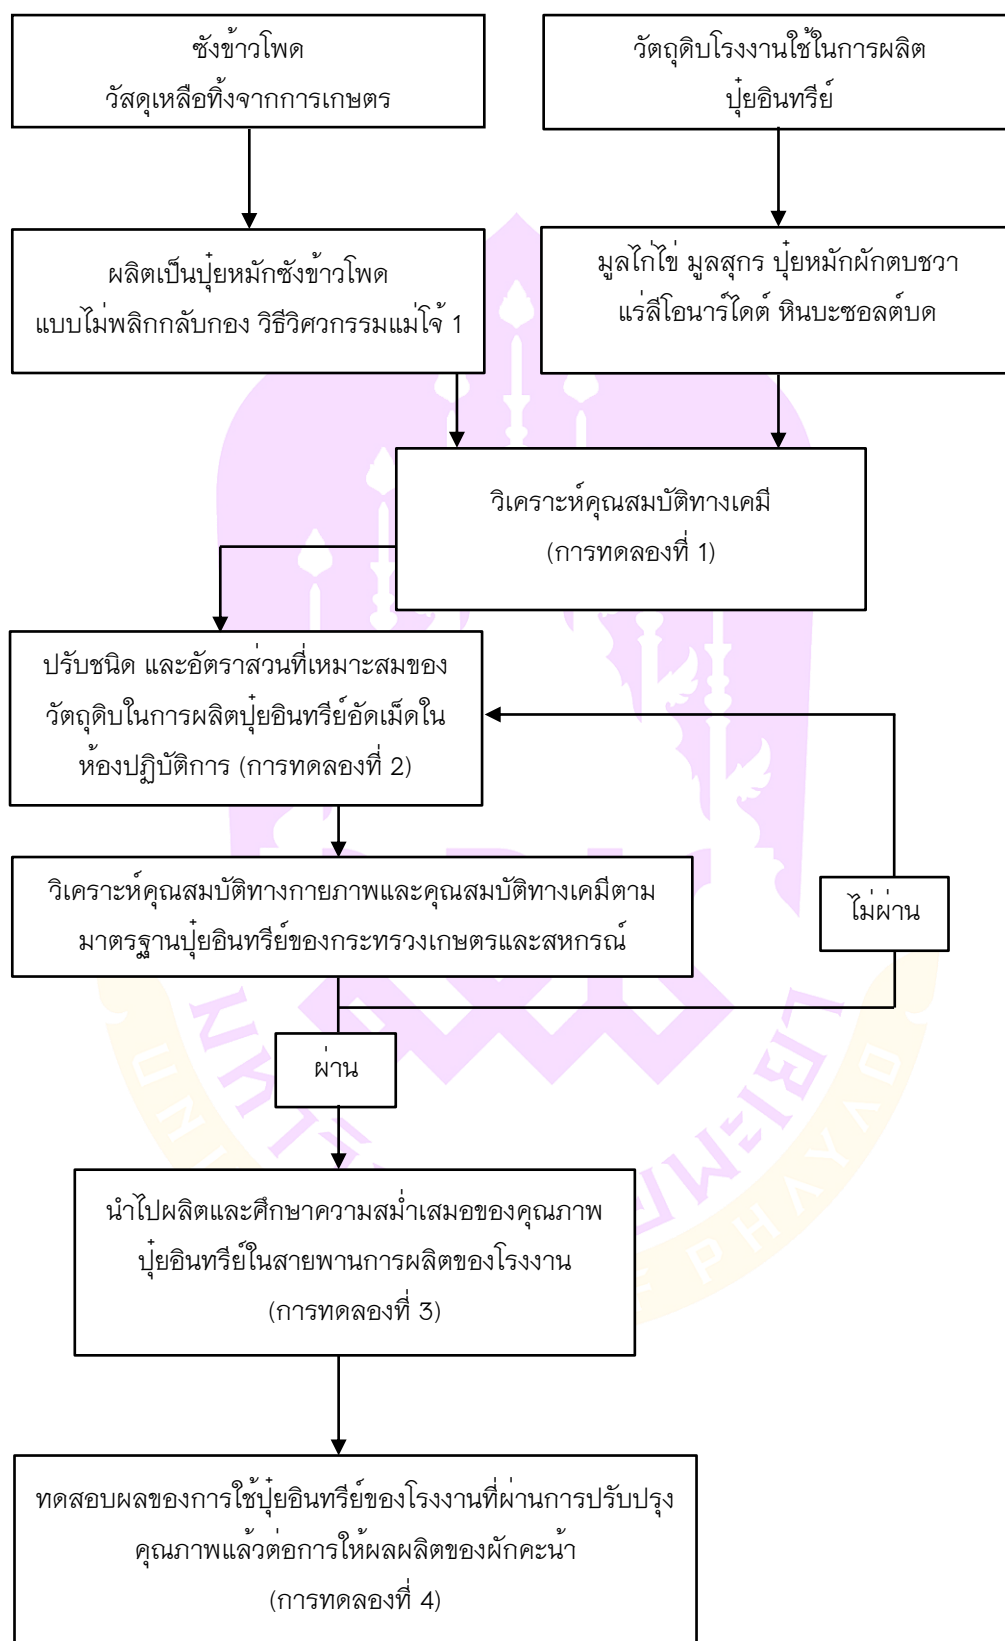 ซังข้าวโพด
วัสดุเหลือทิ้งจากการเกษตร
วัตถุดิบโรงงานใช้ในการผลิต
ปุ๋ยอินทรีย์
ผลิตเป็นปุ๋ยหมักซังข้าวโพด
แบบไม่พลิกกลับกอง วิธีวิศวกรรมแม่โจ้ 1
มูลไก่ไข่ มูลสุกร ปุ๋ยหมักผักตบชวา
แร่ลีโอนาร์ไดต์ หินบะซอลต์บด
วิเคราะห์คุณสมบัติทางเคมี
(การทดลองที่ 1)
ปรับชนิด และอัตราส่วนที่เหมาะสมของ
วัตถุดิบในการผลิตปุ๋ยอินทรีย์อัดเม็ดใน
ห้องปฏิบัติการ (การทดลองที่ 2)
วิเคราะห์คุณสมบัติทางกายภาพและคุณสมบัติทางเคมีตาม
มาตรฐานปุ๋ยอินทรีย์ของกระทรวงเกษตรและสหกรณ์
ไม่ผ่าน
ผ่าน
นำไปผลิตและศึกษาความสม่ำเสมอของคุณภาพ
ปุ๋ยอินทรีย์ในสายพานการผลิตของโรงงาน
(การทดลองที่ 3)
ทดสอบผลของการใช้ปุ๋ยอินทรีย์ของโรงงานที่ผ่านการปรับปรุง
คุณภาพแล้วต่อการให้ผลผลิตของผักคะน้า
(การทดลองที่ 4)